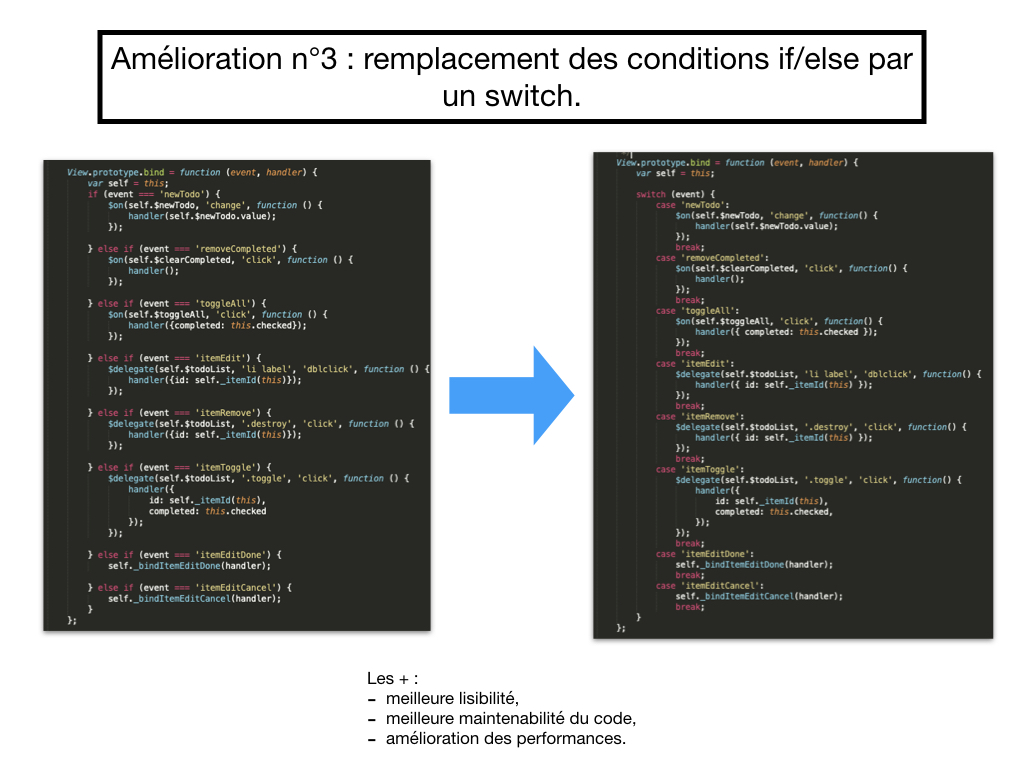 Amélioration n°3 : remplacement des conditions if/else par
un switch.
View.prototype.bind = function (event, handler) {
var self = this;
if (event === 'newTodo') {
$on(self.$newTodo, 'change', function () {
handler(self.$newTodo.value);
});
} else if (event === 'removeCompleted') {
$on(self.$clearCompleted, 'click', function () {
handler();
});
} else if (event === 'toggleAll') {
$on(self.$toggleAll, 'click', function () {
handler({completed: this.checked});
});
} else if (event === 'itemEdit') {
$delegate(self.$todoList, 'li label', 'dblclick', function () {
handler({id: self._itemId(this)});
});
} else if (event === 'itemRemove') {
$delegate(self.$todoList, '.destroy', 'click', function () {
handler({id: self._itemId(this)});
});
} else if (event === 'itemToggle') {
$delegate(self.$todoList, '.toggle', 'click', function () {
handler({
id: self._itemId(this),
completed: this.checked
});
});
} else if (event === 'itemEditDone') {
self._bindItemEditDone(handler);
} else if (event === 'itemEditCancel') {
self._bindItemEditCancel(handler);
}
};
View.prototype.bind = function (event, handler) {
var self = this;
switch (event) {
case 'newTodo':
$on(self.$newTodo, 'change', function() {
handler(self.$newTodo.value);
});
break;
case 'removeCompleted':
$on(self.$clearCompleted, 'click', function() {
handler();
});
break;
case 'toggleAll':
$on(self.$toggleAll, 'click', function() {
handler({ completed: this.checked });
});
break;
case 'itemEdit':
$delegate(self.$todoList, 'li label', 'dblclick', function() {
handler({ id: self._itemId(this) });
});
break;
case 'itemRemove':
$delegate(self.$todoList, '.destroy', 'click', function() {
handler({ id: self._itemId(this) });
});
break;
case 'itemToggle':
$delegate(self.$todoList, '.toggle', 'click', function() {
handler({
id: self._itemId(this),
completed: this.checked,
});
});
break;
case 'itemEditDone':
self._bindItemEditDone(handler);
break;
case 'itemEditCancel':
self._bindItemEditCancel(handler);
break;
}
};
Les + :
- meilleure lisibilité,
- meilleure maintenabilité du code,
- amélioration des performances.